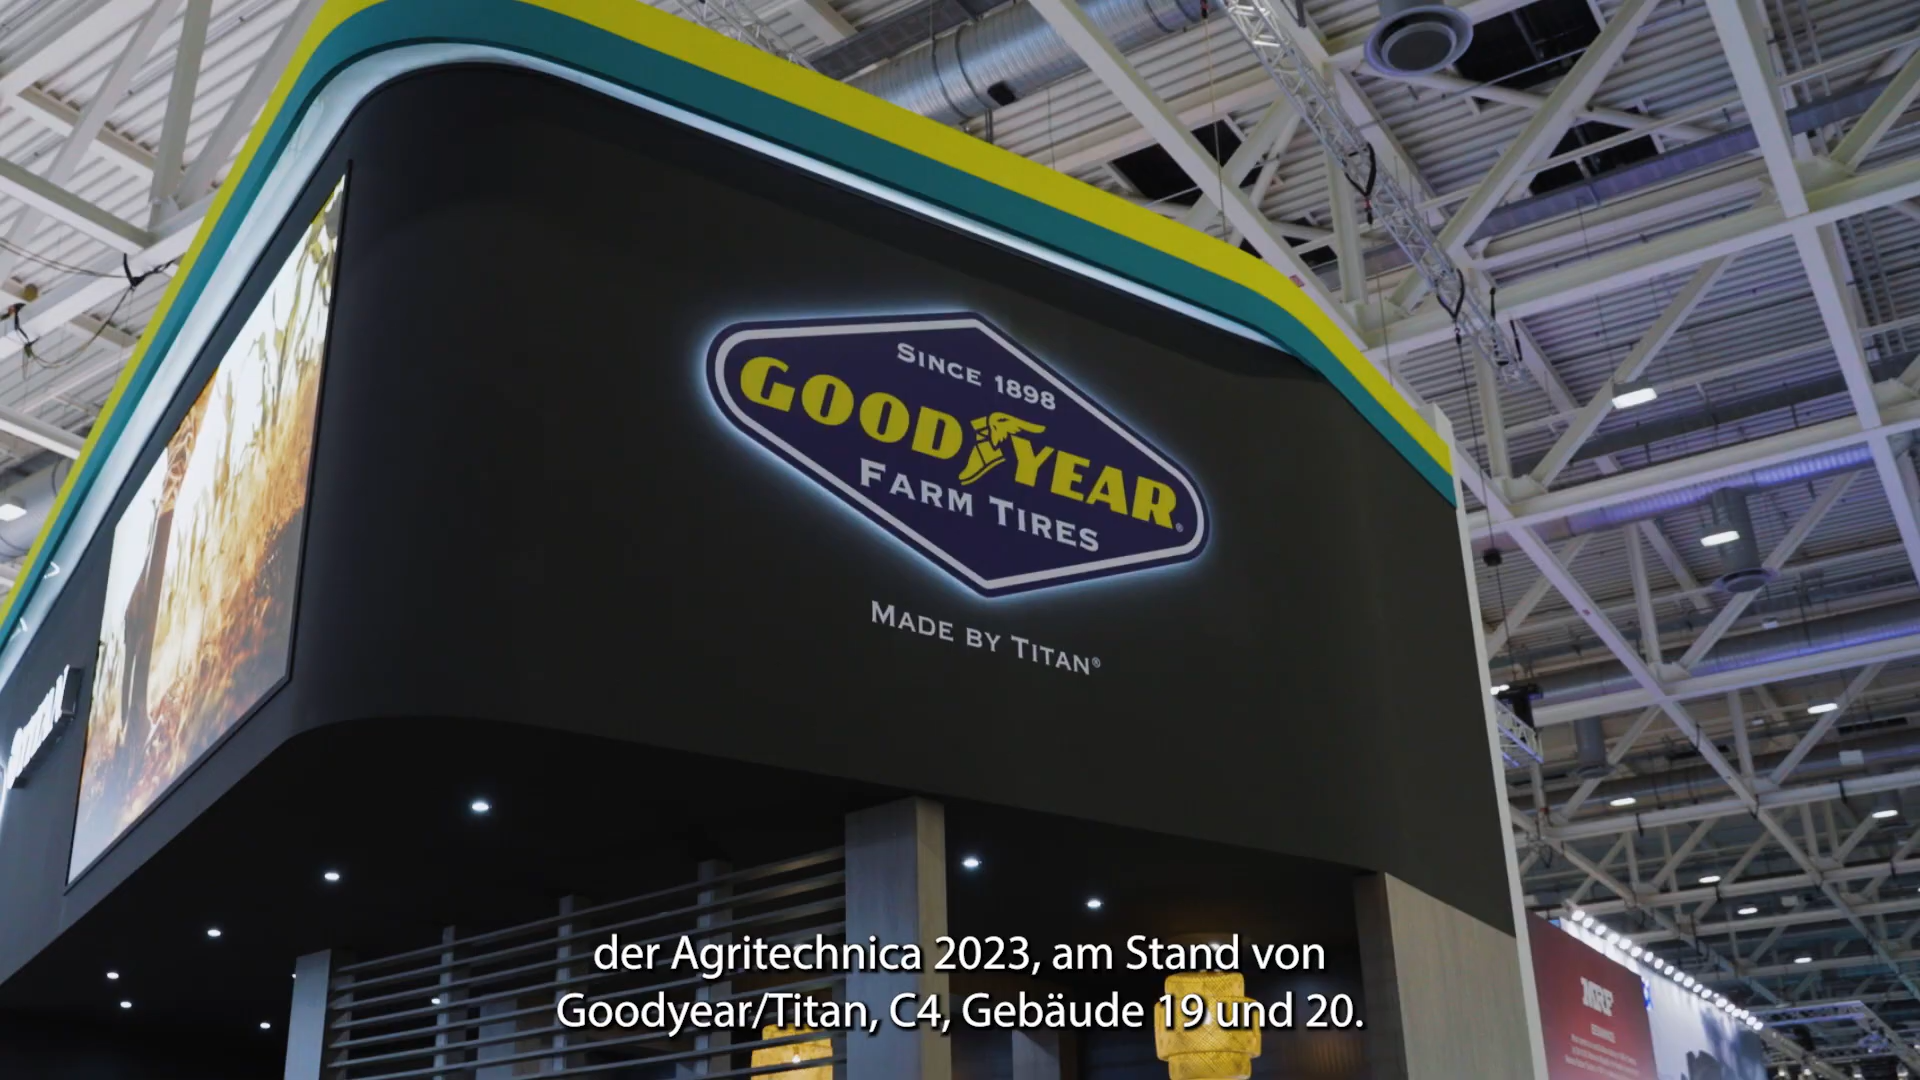 SINCE 1898
GOODYEAR®
FARM TIRES
MADE BY TITAN®
MRF
der Agritechnica 2023, am Stand von
Goodyear/Titan, C4, Gebäude 19 und 20.